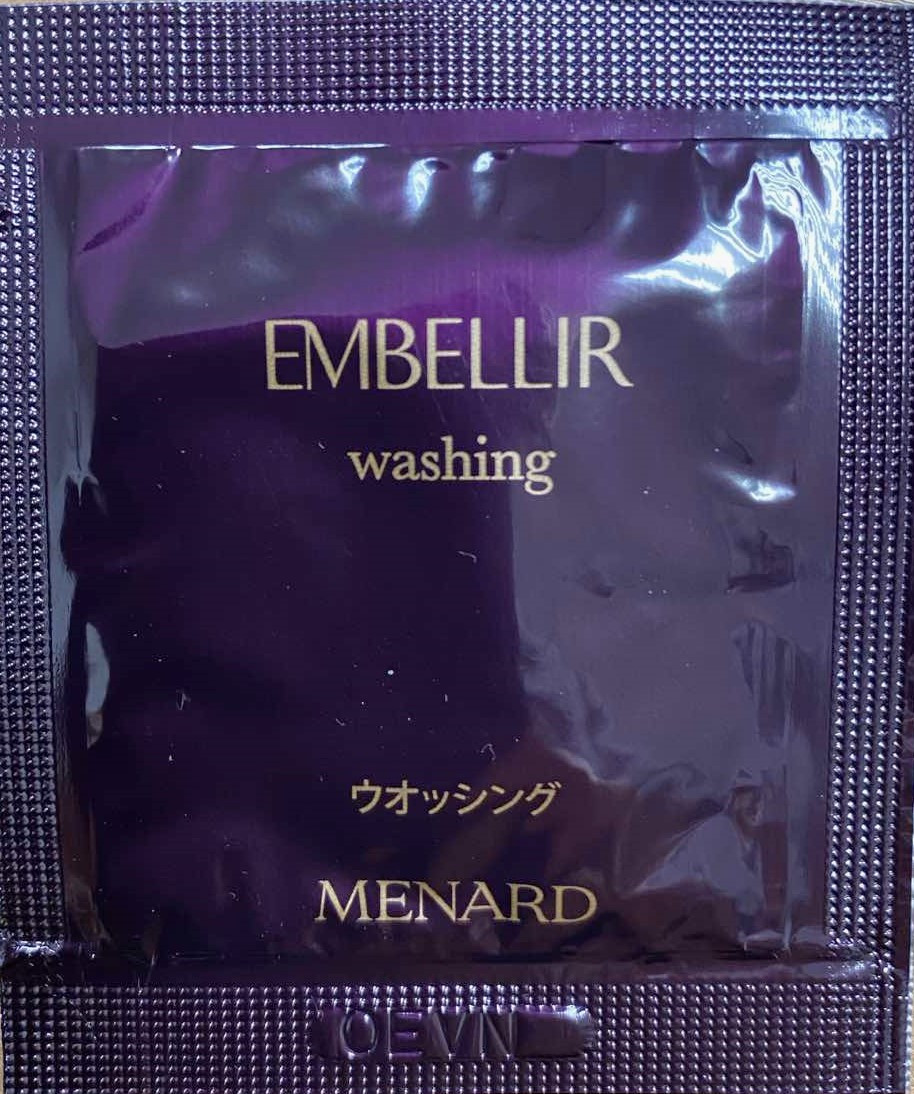 EMBELLIR
washing
ウオッシング
MENARD
OEVN